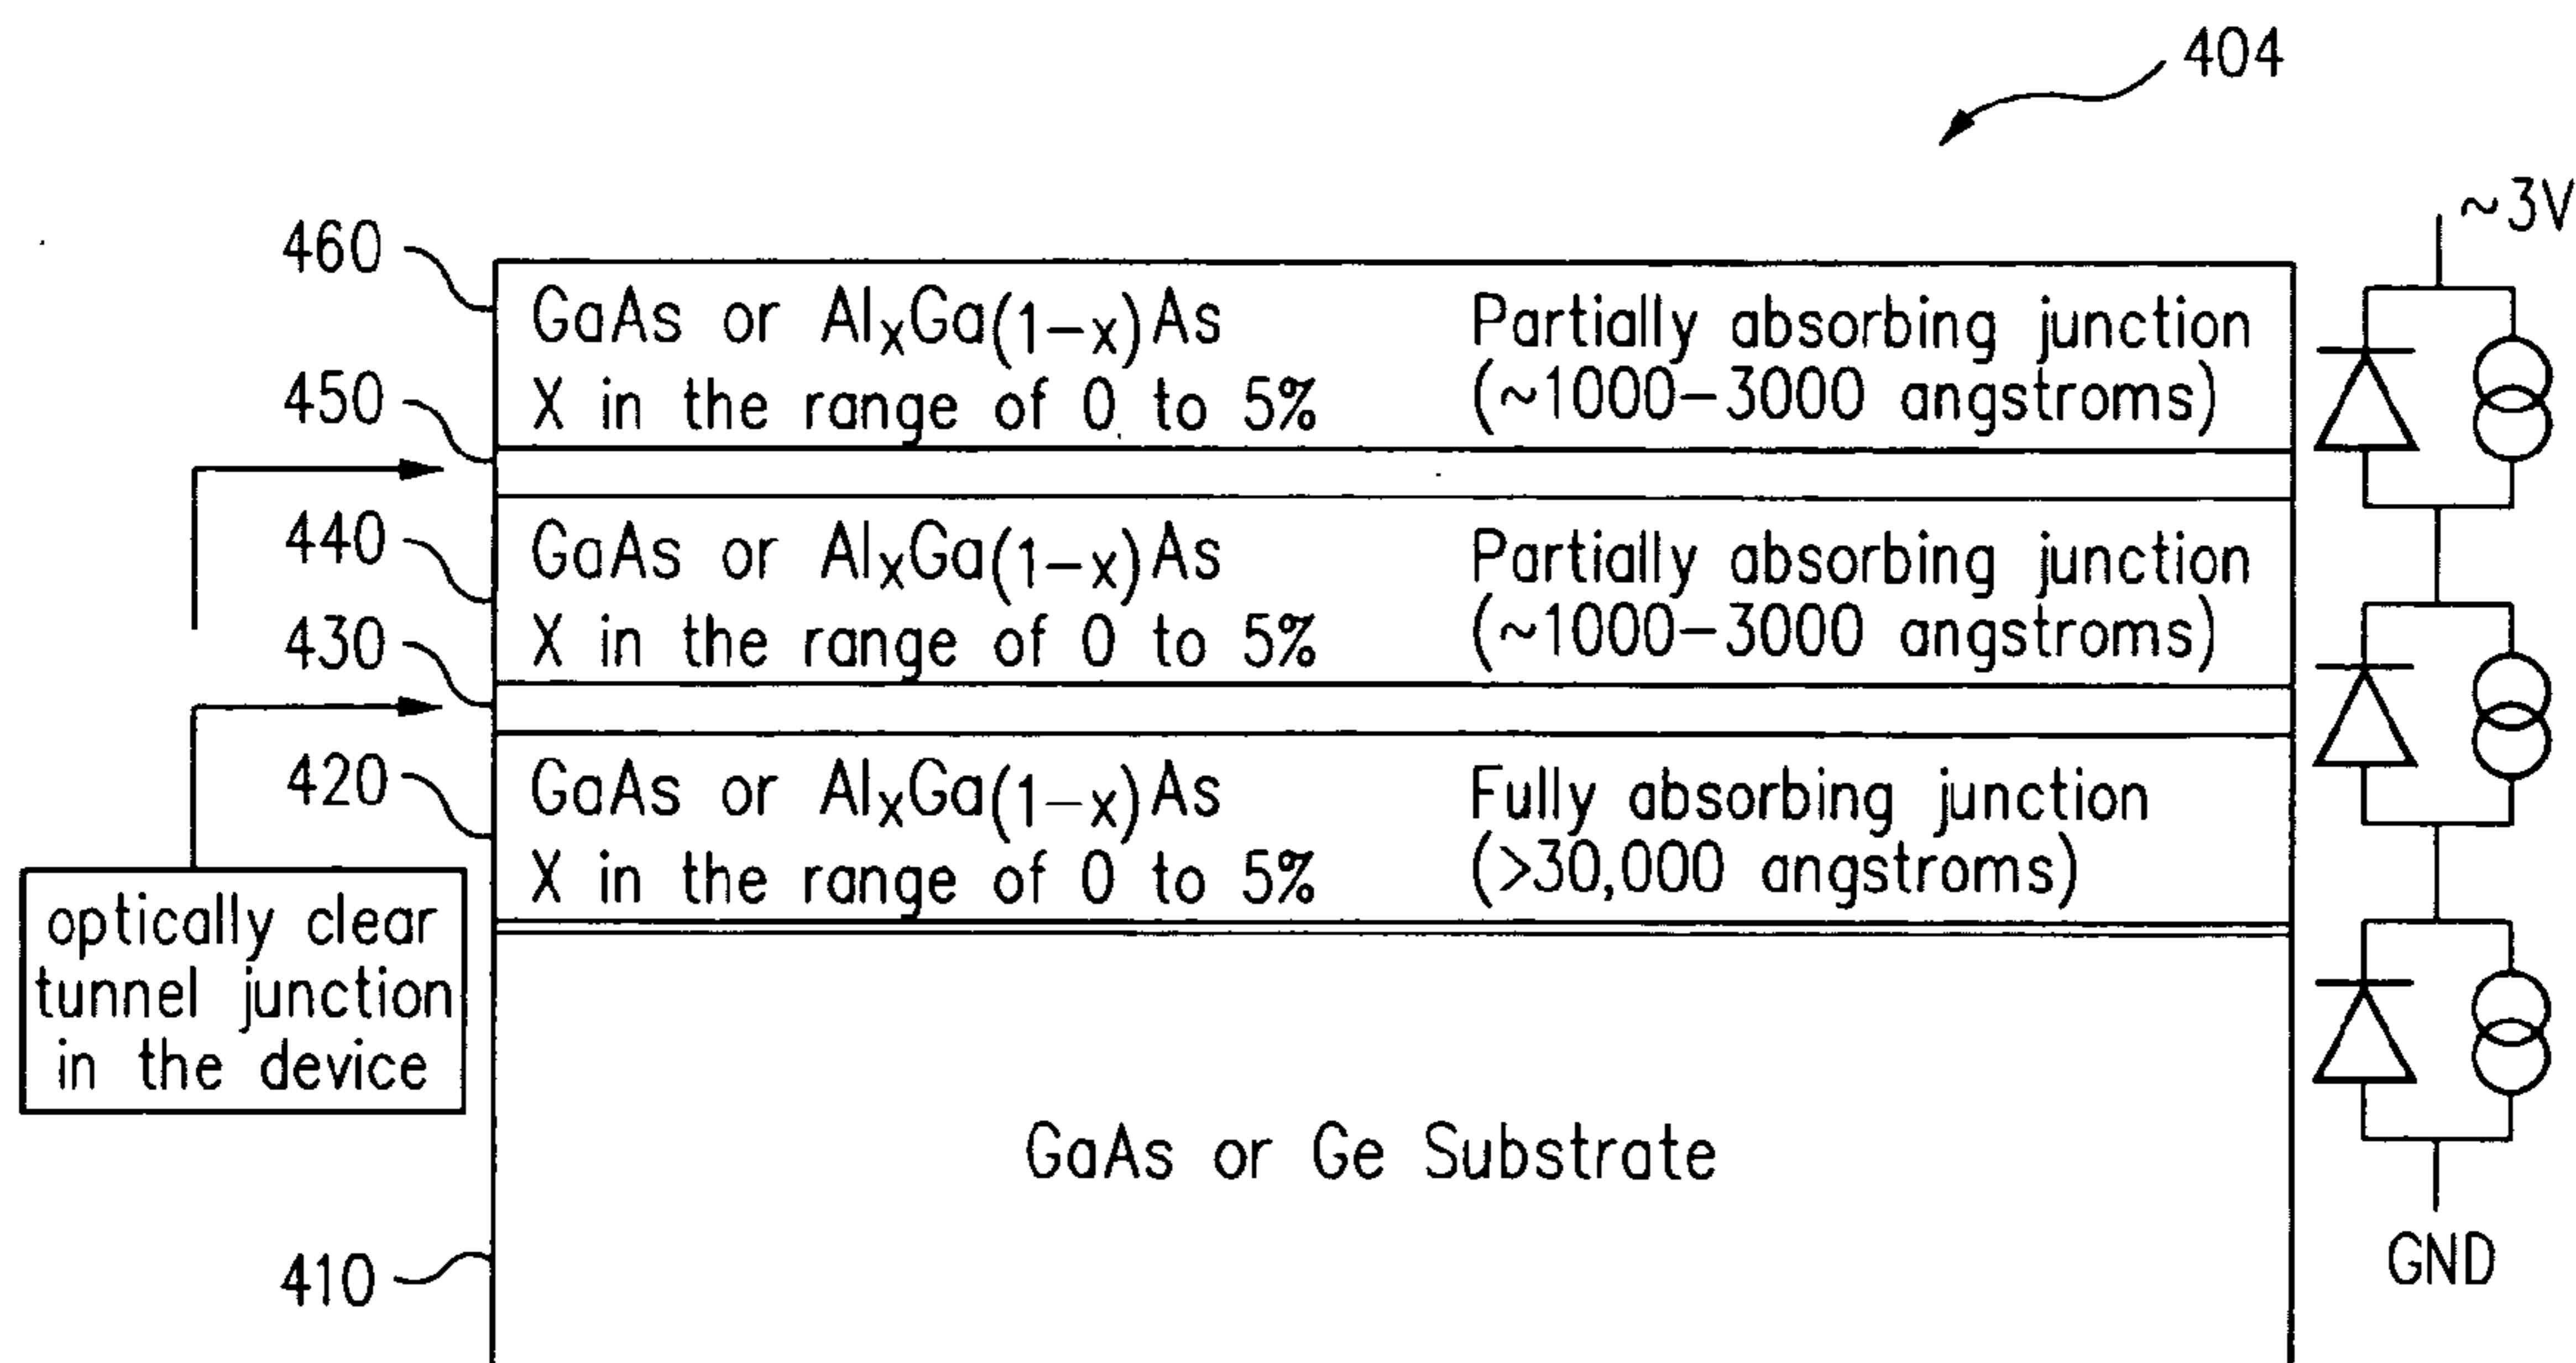 404
~3V
460
GaAs or AlxGa(1-x)As
X in the range of 0 to 5%
Partially absorbing junction
(~1000-3000 angstroms)
450
440
GaAs or AlxGa(1-x)As
X in the range of 0 to 5%
Partially absorbing junction
(~1000-3000 angstroms)
430
420
GaAs or AlxGa(1-x)As
X in the range of 0 to 5%
Fully absorbing junction
(>30,000 angstroms)
optically clear
tunnel junction
in the device
GaAs or Ge Substrate
410
GND